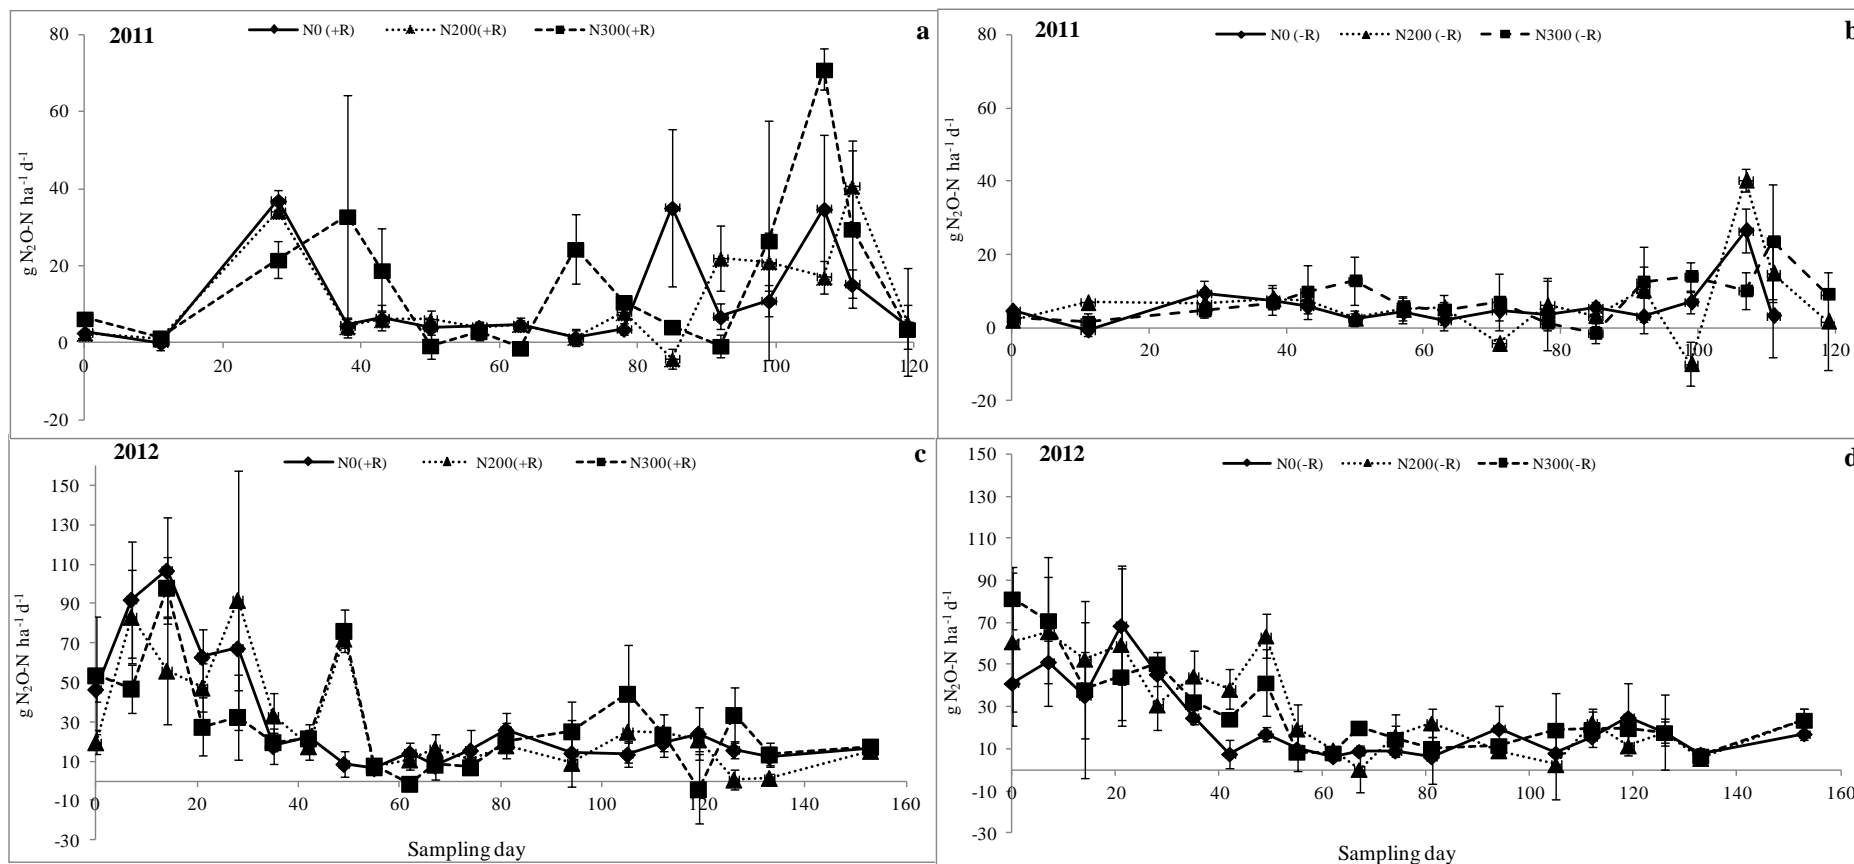 2011
N0 (+R) N200(+R) N300(+R)
a
80
60
40
20
0
-20
g N₂O-N ha⁻¹ d⁻¹
0 20 40 60 80 100 120
2011
N0 (-R) N200 (-R) N300 (-R)
b
80
60
40
20
0
-20
g N₂O-N ha⁻¹ d⁻¹
0 20 40 60 80 100 120
2012
N0(+R) N200(+R) N300(+R)
c
150
130
110
90
70
50
30
10
-10
-30
g N₂O-N ha⁻¹ d⁻¹
0 20 40 60 80 100 120 140 160
Sampling day
2012
N0(-R) N200(-R) N300(-R)
d
150
130
110
90
70
50
30
10
-10
-30
g N₂O-N ha⁻¹ d⁻¹
0 20 40 60 80 100 120 140 160
Sampling day